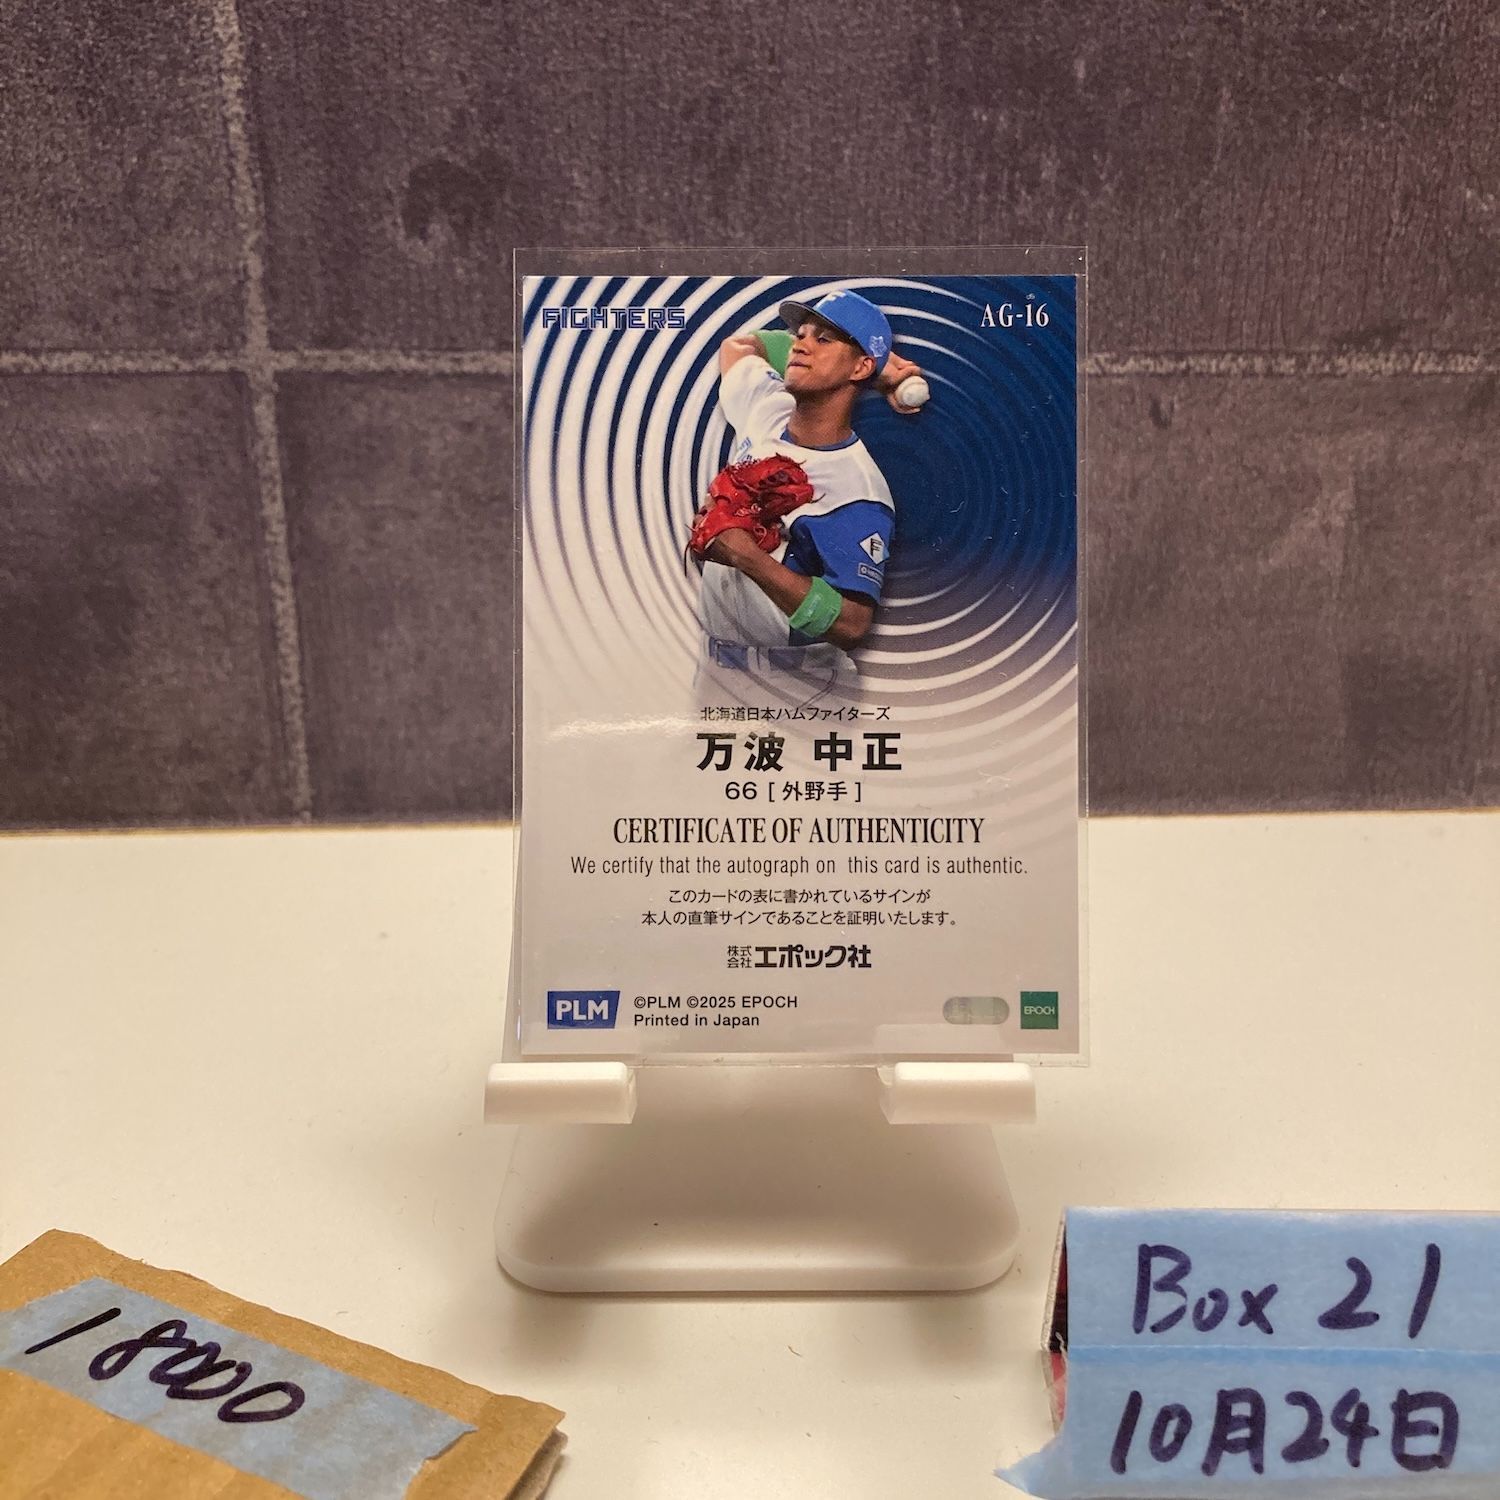 FIGHTERS
AG-16
F
F
北海道日本ハムファイターズ
万波 中正
66 [ 外野手 ]
CERTIFICATE OF AUTHENTICITY
We certify that the autograph on this card is authentic.
このカードの表に書かれているサインが
本人の直筆サインであることを証明いたします。
株式会社エポック社
PLM
©PLM ©2025 EPOCH
Printed in Japan
EPOCH
18000
Box 21
10月24日